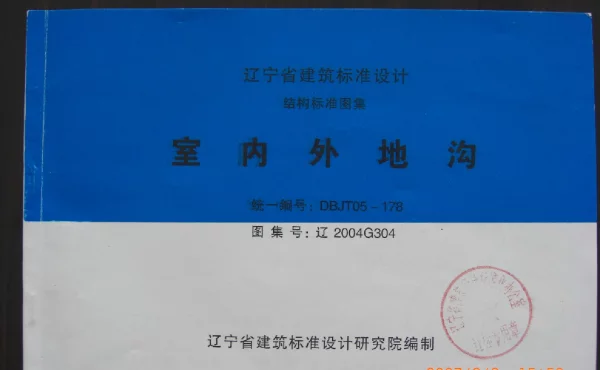 辽宁省建筑标准设计
结构标准图集
室内外地沟
统一编号：DBJT05-178
图集号：辽 2004G304
辽宁省建筑标准设计研究院编制